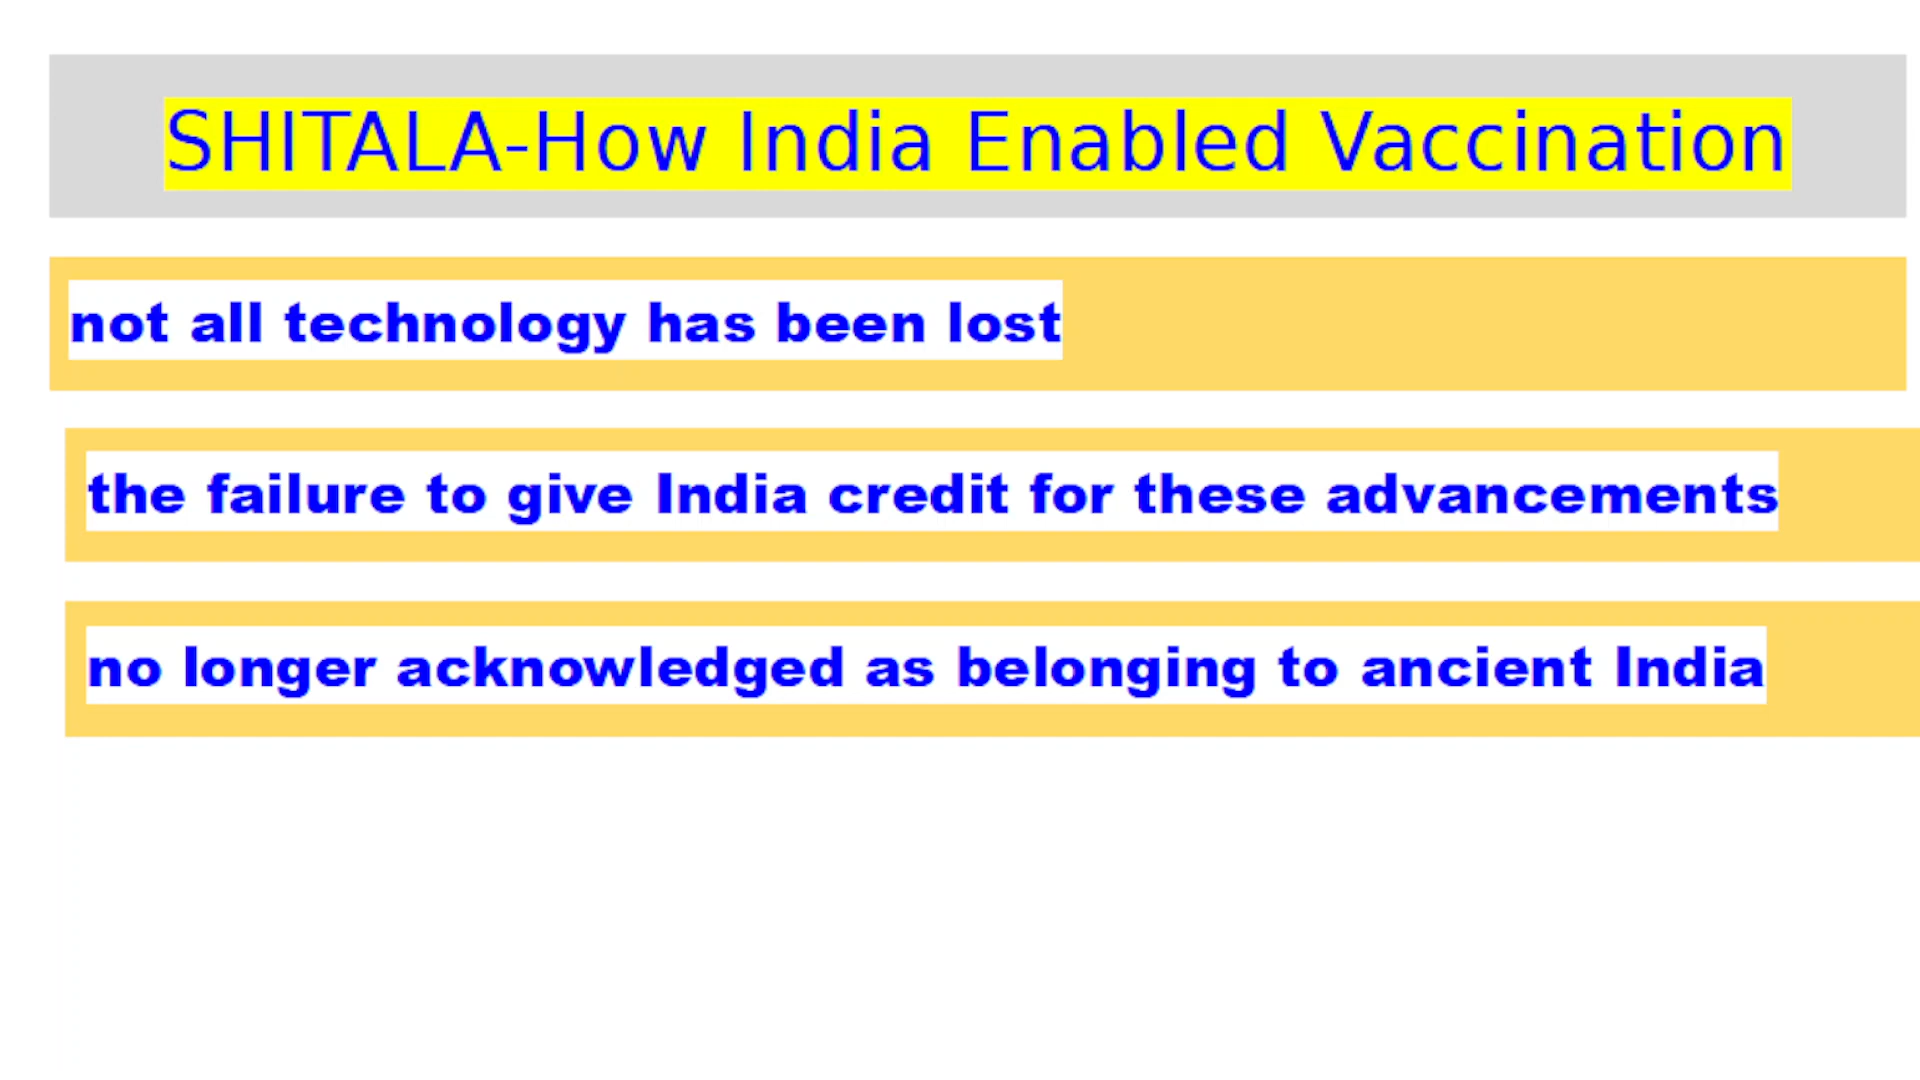 SHITALA-How India Enabled Vaccination
not all technology has been lost
the failure to give India credit for these advancements
no longer acknowledged as belonging to ancient India